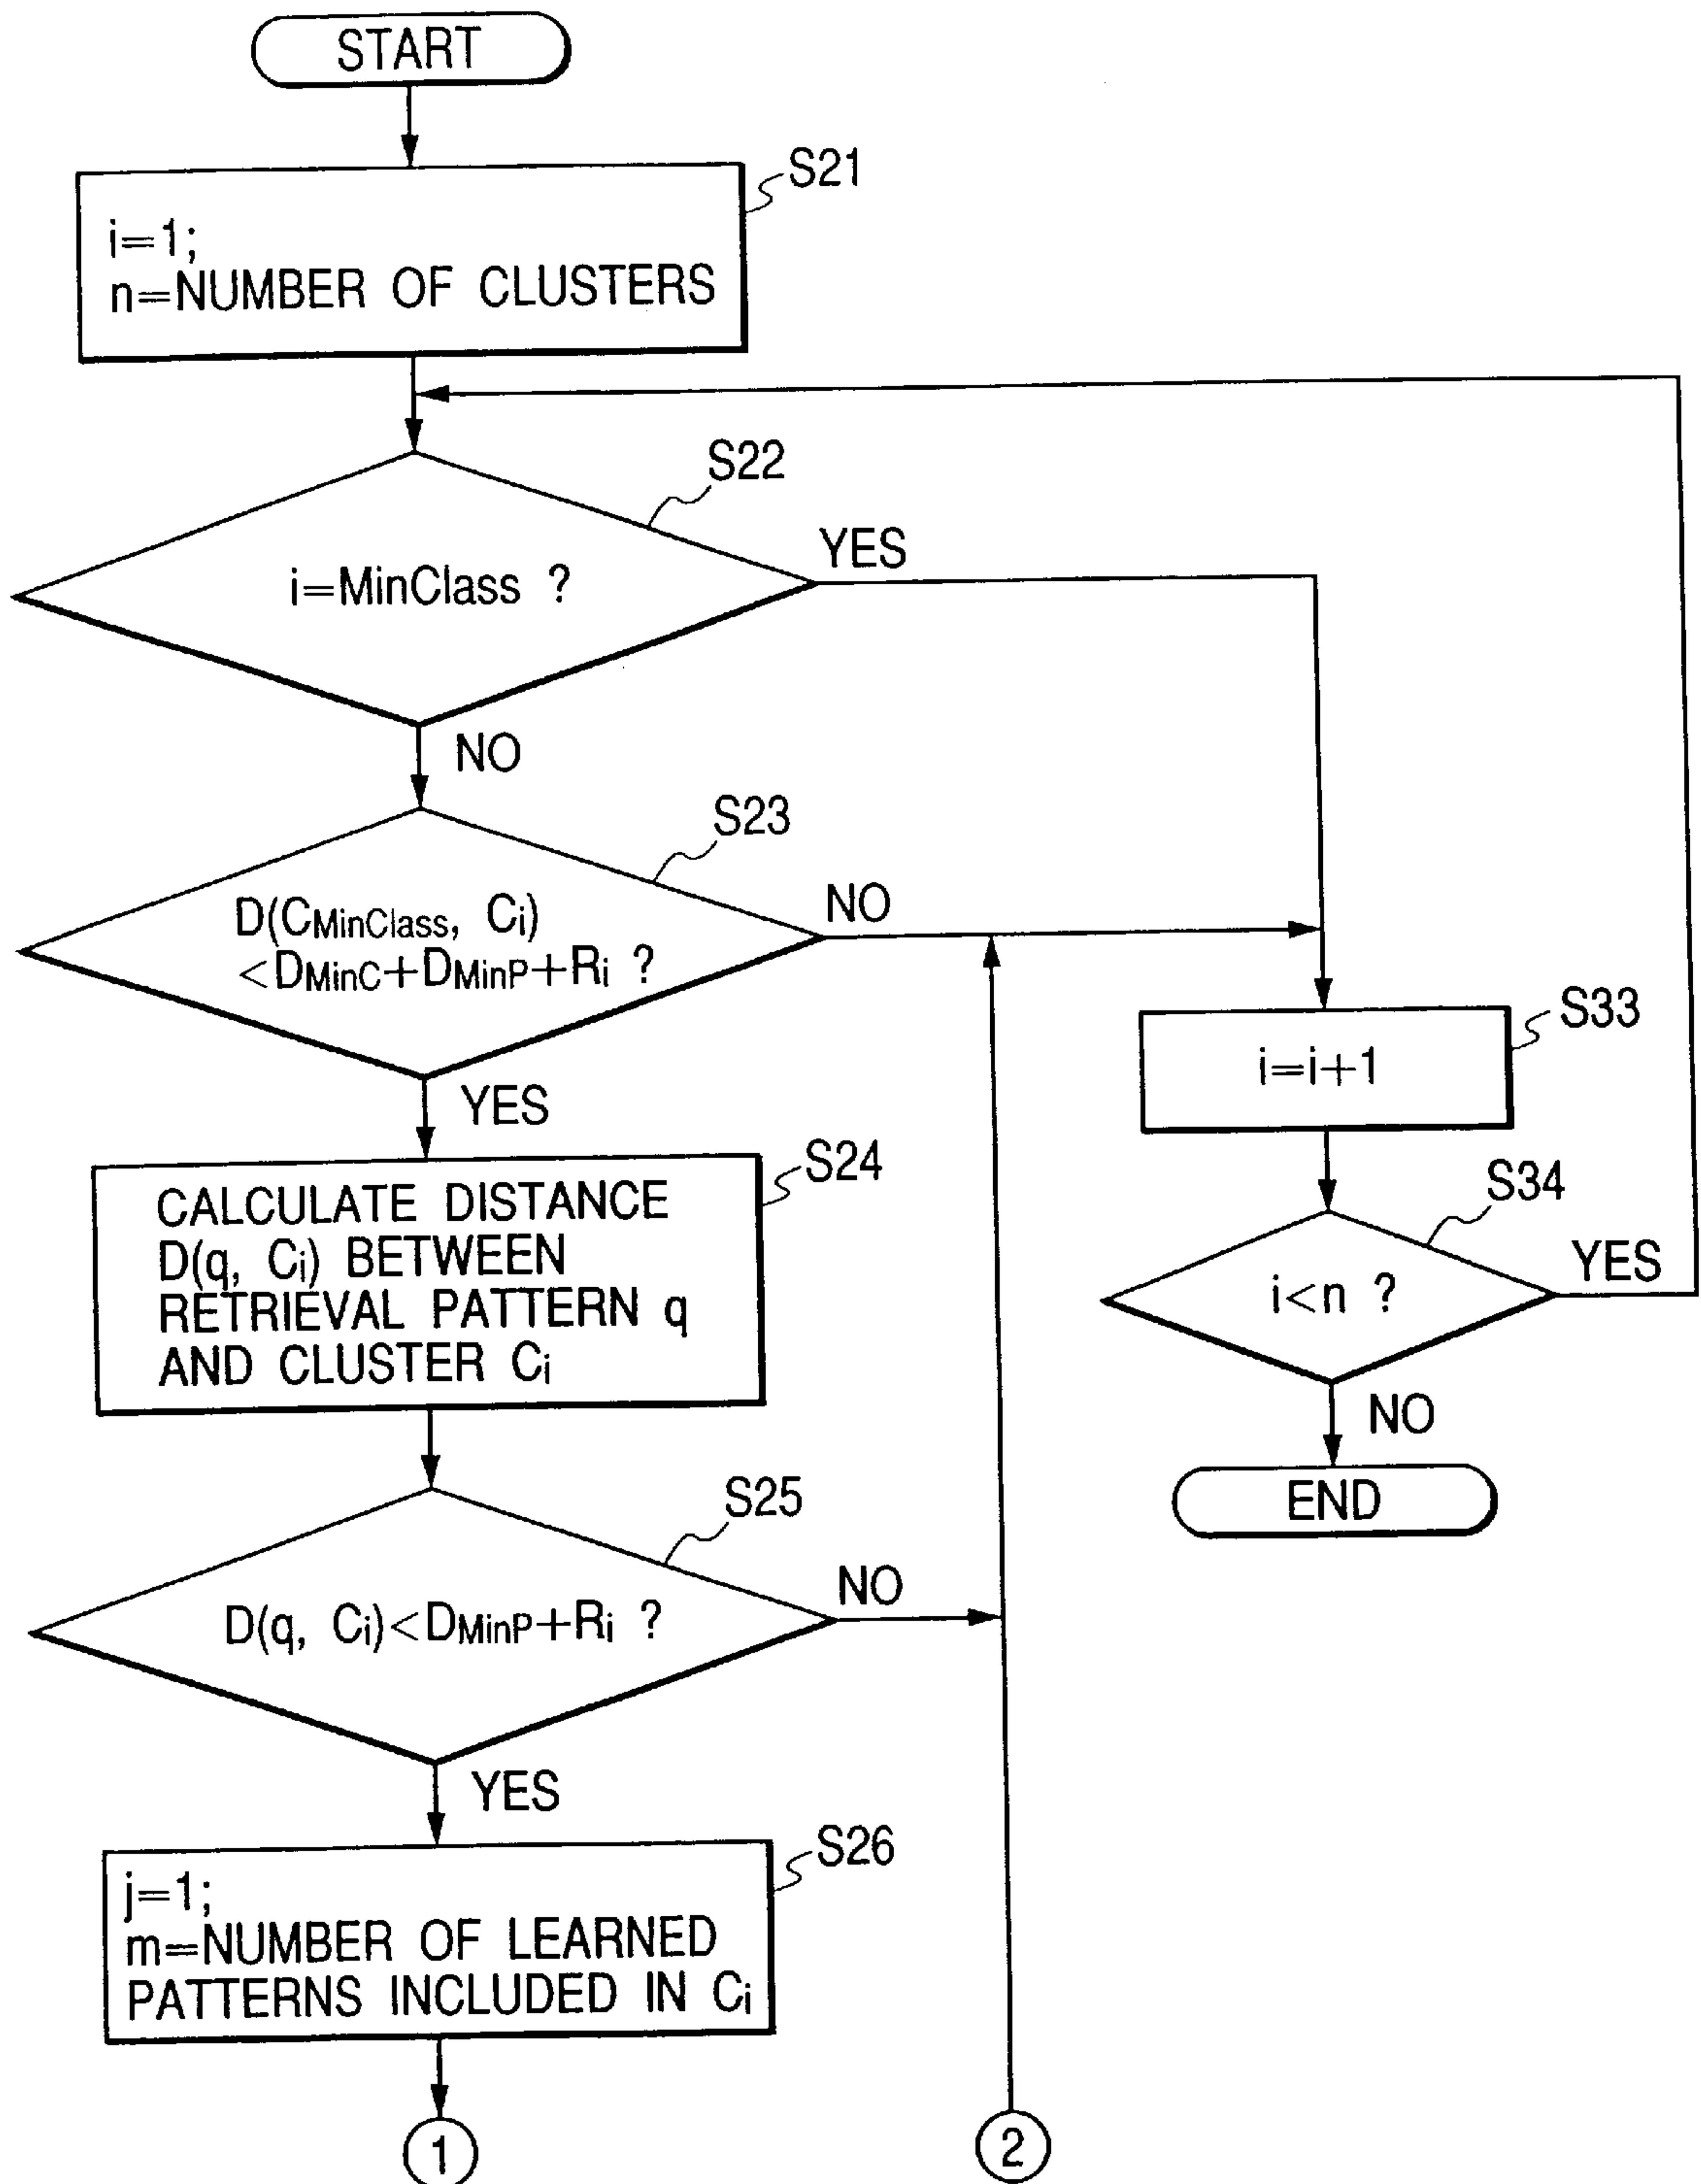 START
S21
i=1;
n=NUMBER OF CLUSTERS
S22
i=MinClass ?
YES
NO
S23
D(CMinClass, Ci)
<DMinC+DMinP+Ri ?
NO
YES
S33
i=i+1
S24
CALCULATE DISTANCE
D(q, Ci) BETWEEN
RETRIEVAL PATTERN q
AND CLUSTER Ci
S34
i<n ?
YES
NO
END
S25
D(q, Ci)<DMinP+Ri ?
NO
YES
S26
j=1;
m=NUMBER OF LEARNED
PATTERNS INCLUDED IN Ci
1
2